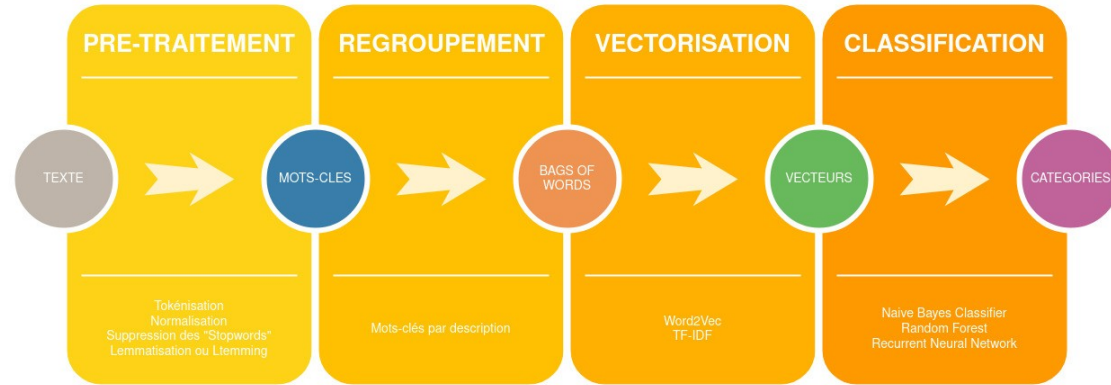 PRE-TRAITEMENT
REGROUPEMENT
VECTORISATION
CLASSIFICATION
TEXTE
MOTS-CLES
BAGS OF
WORDS
VECTEURS
CATEGORIES
Tokénisation
Normalisation
Suppression des "Stopwords"
Lemmatisation ou Ltemming
Mots-clés par description
Word2Vec
TF-IDF
Naive Bayes Classifier
Random Forest
Recurrent Neural Network